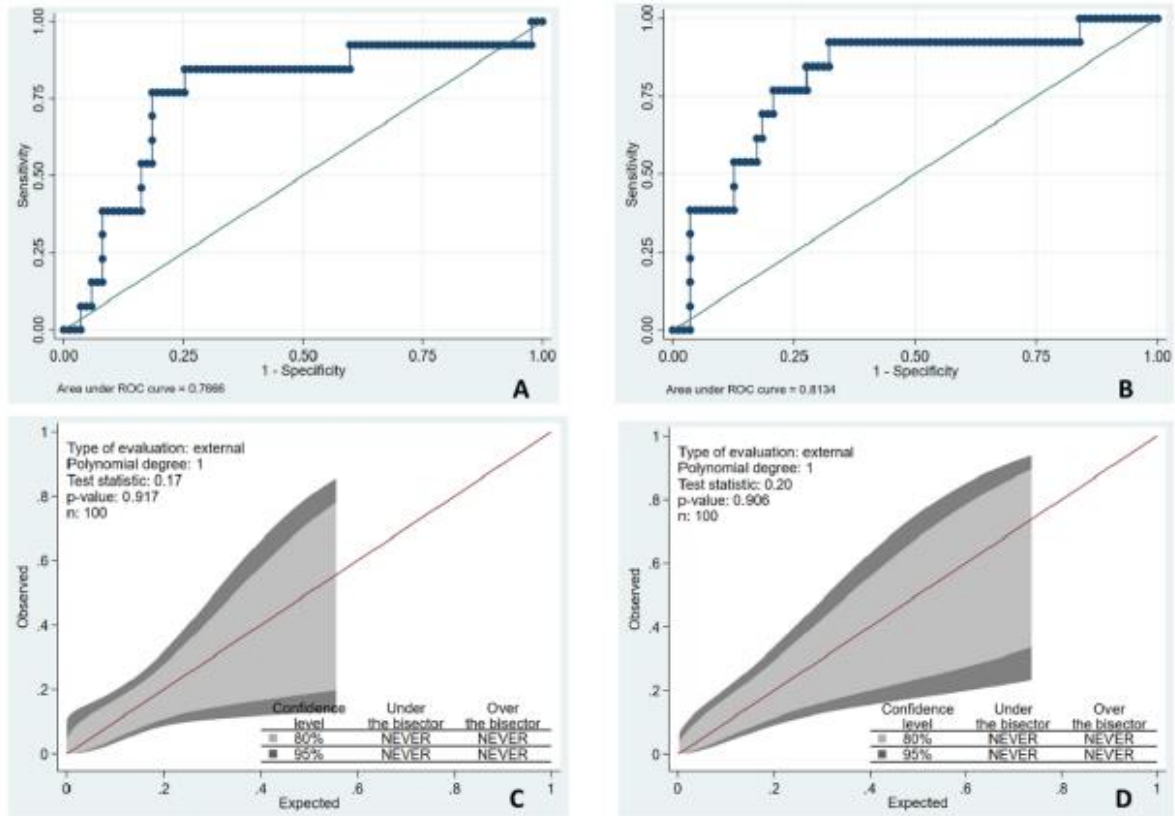 1.00
0.75
0.50
0.25
0.00
Sensitivity
0.00 0.25 0.50 0.75 1.00
1 - Specificity
Area under ROC curve = 0.7666
A
1.00
0.75
0.50
0.25
0.00
Sensitivity
0.00 0.25 0.50 0.75 1.00
1 - Specificity
Area under ROC curve = 0.8134
B
Type of evaluation: external
Polynomial degree: 1
Test statistic: 0.17
p-value: 0.917
n: 100
1
.8
.6
.4
.2
0
Observed
Confidence Under Over
level the bisector the bisector
80% NEVER NEVER
95% NEVER NEVER
0 .2 .4 .6 .8 1
Expected
C
Type of evaluation: external
Polynomial degree: 1
Test statistic: 0.20
p-value: 0.906
n: 100
1
.8
.6
.4
.2
0
Observed
Confidence Under Over
level the bisector the bisector
80% NEVER NEVER
95% NEVER NEVER
0 .2 .4 .6 .8 1
Expected
D